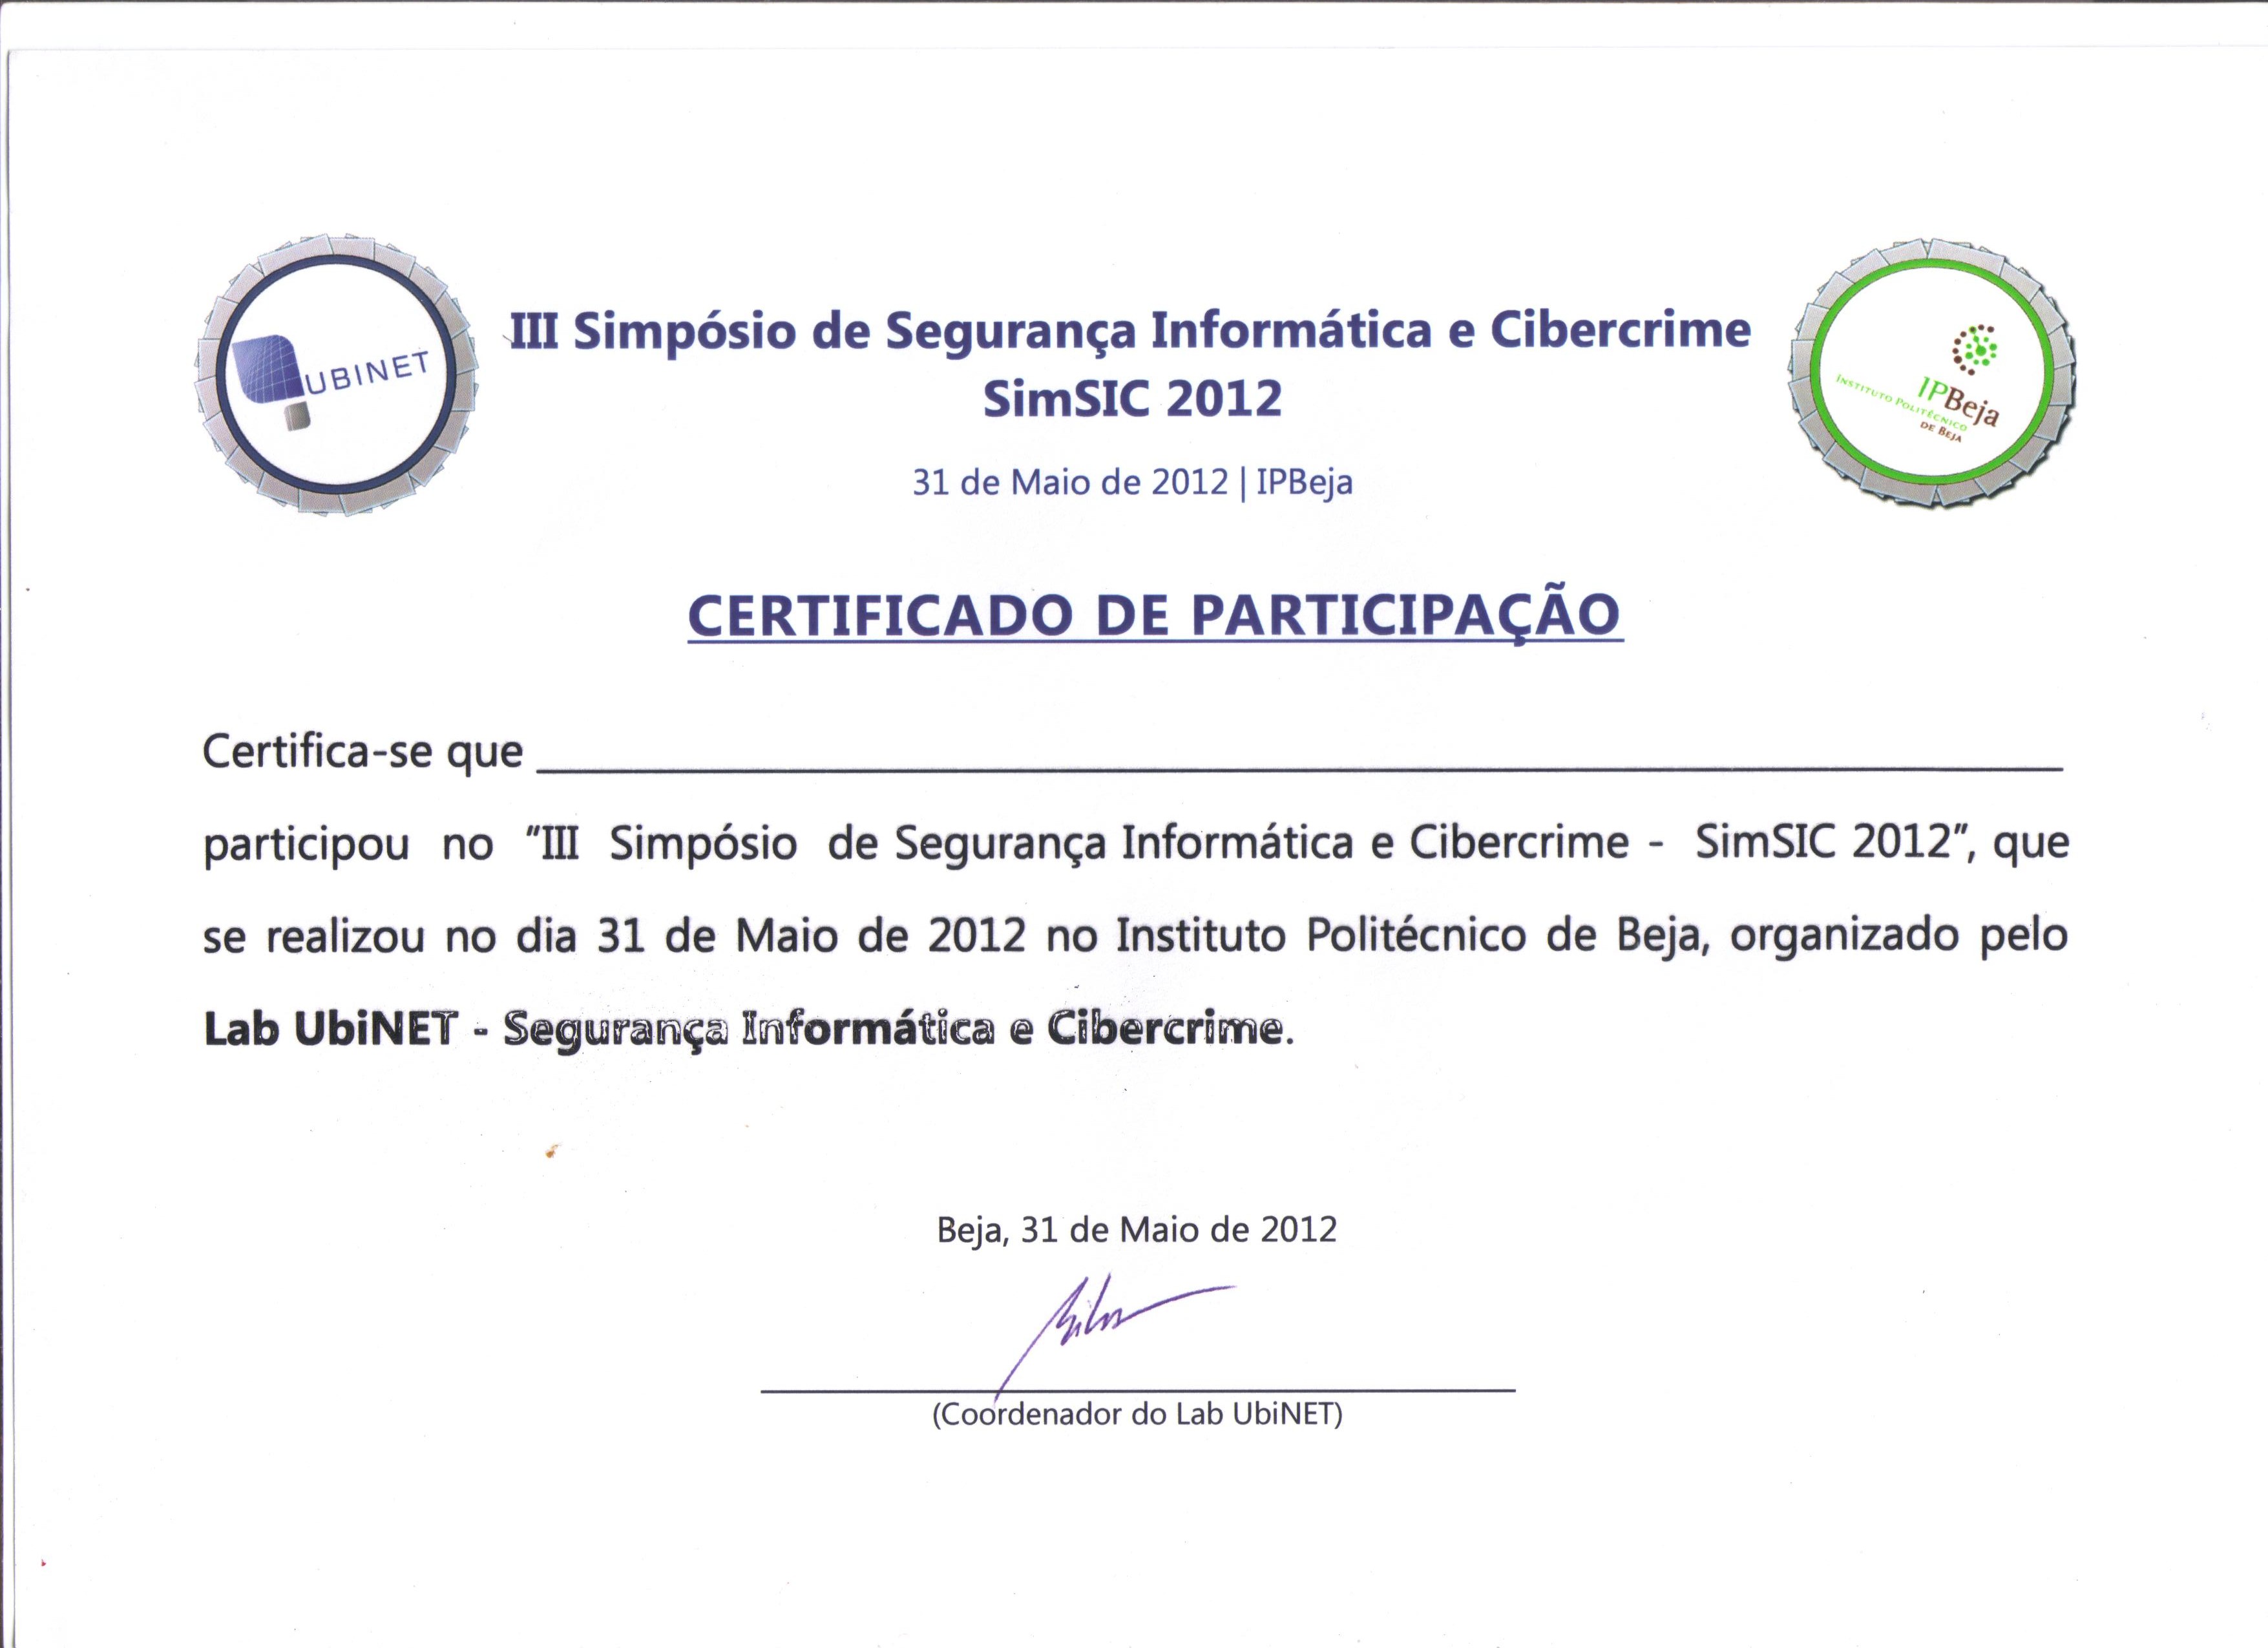 UBINET
III Simpósio de Segurança Informática e Cibercrime
SimSIC 2012
31 de Maio de 2012 | IPBeja
IPBeja
INSTITUTO POLITÉCNICO
DE BEJA
CERTIFICADO DE PARTICIPAÇÃO
Certifica-se que
participou no "III Simpósio de Segurança Informática e Cibercrime - SimSIC 2012", que
se realizou no dia 31 de Maio de 2012 no Instituto Politécnico de Beja, organizado pelo
Lab UbiNET - Segurança Informática e Cibercrime.
Beja, 31 de Maio de 2012
(Coordenador do Lab UbiNET)